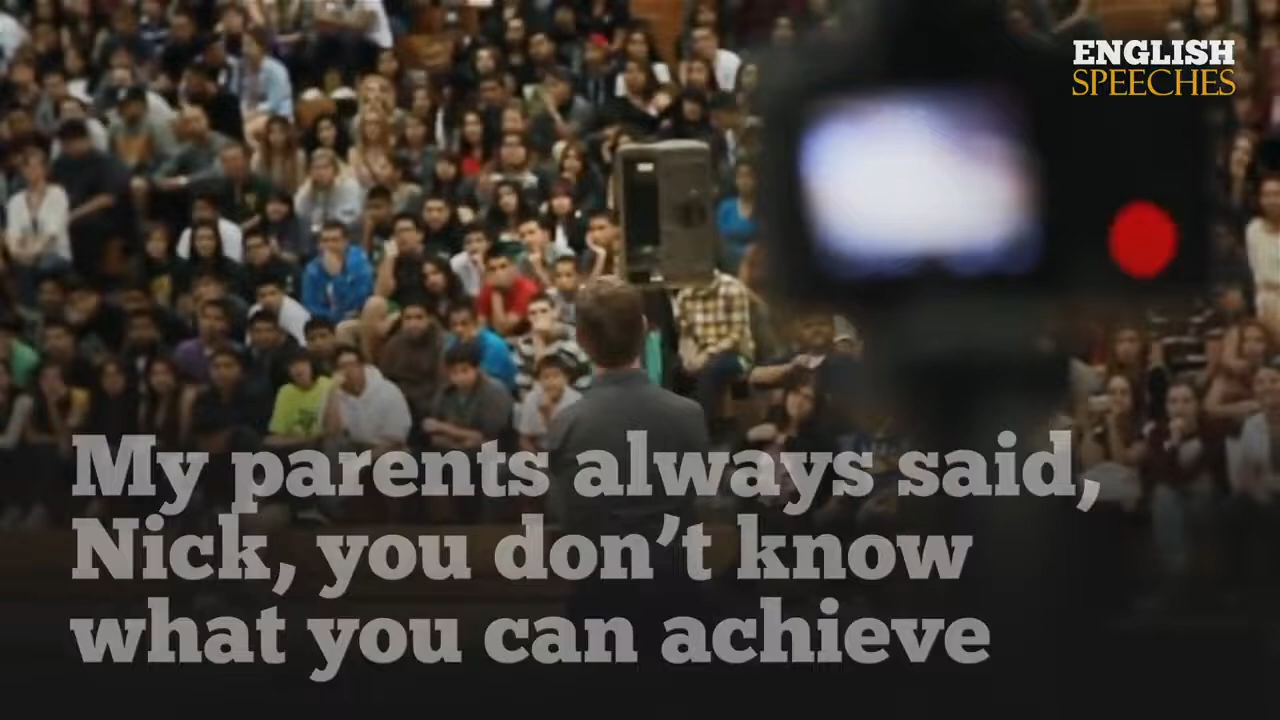 ENGLISH
SPEECHES
My parents always said,
Nick, you don’t know
what you can achieve